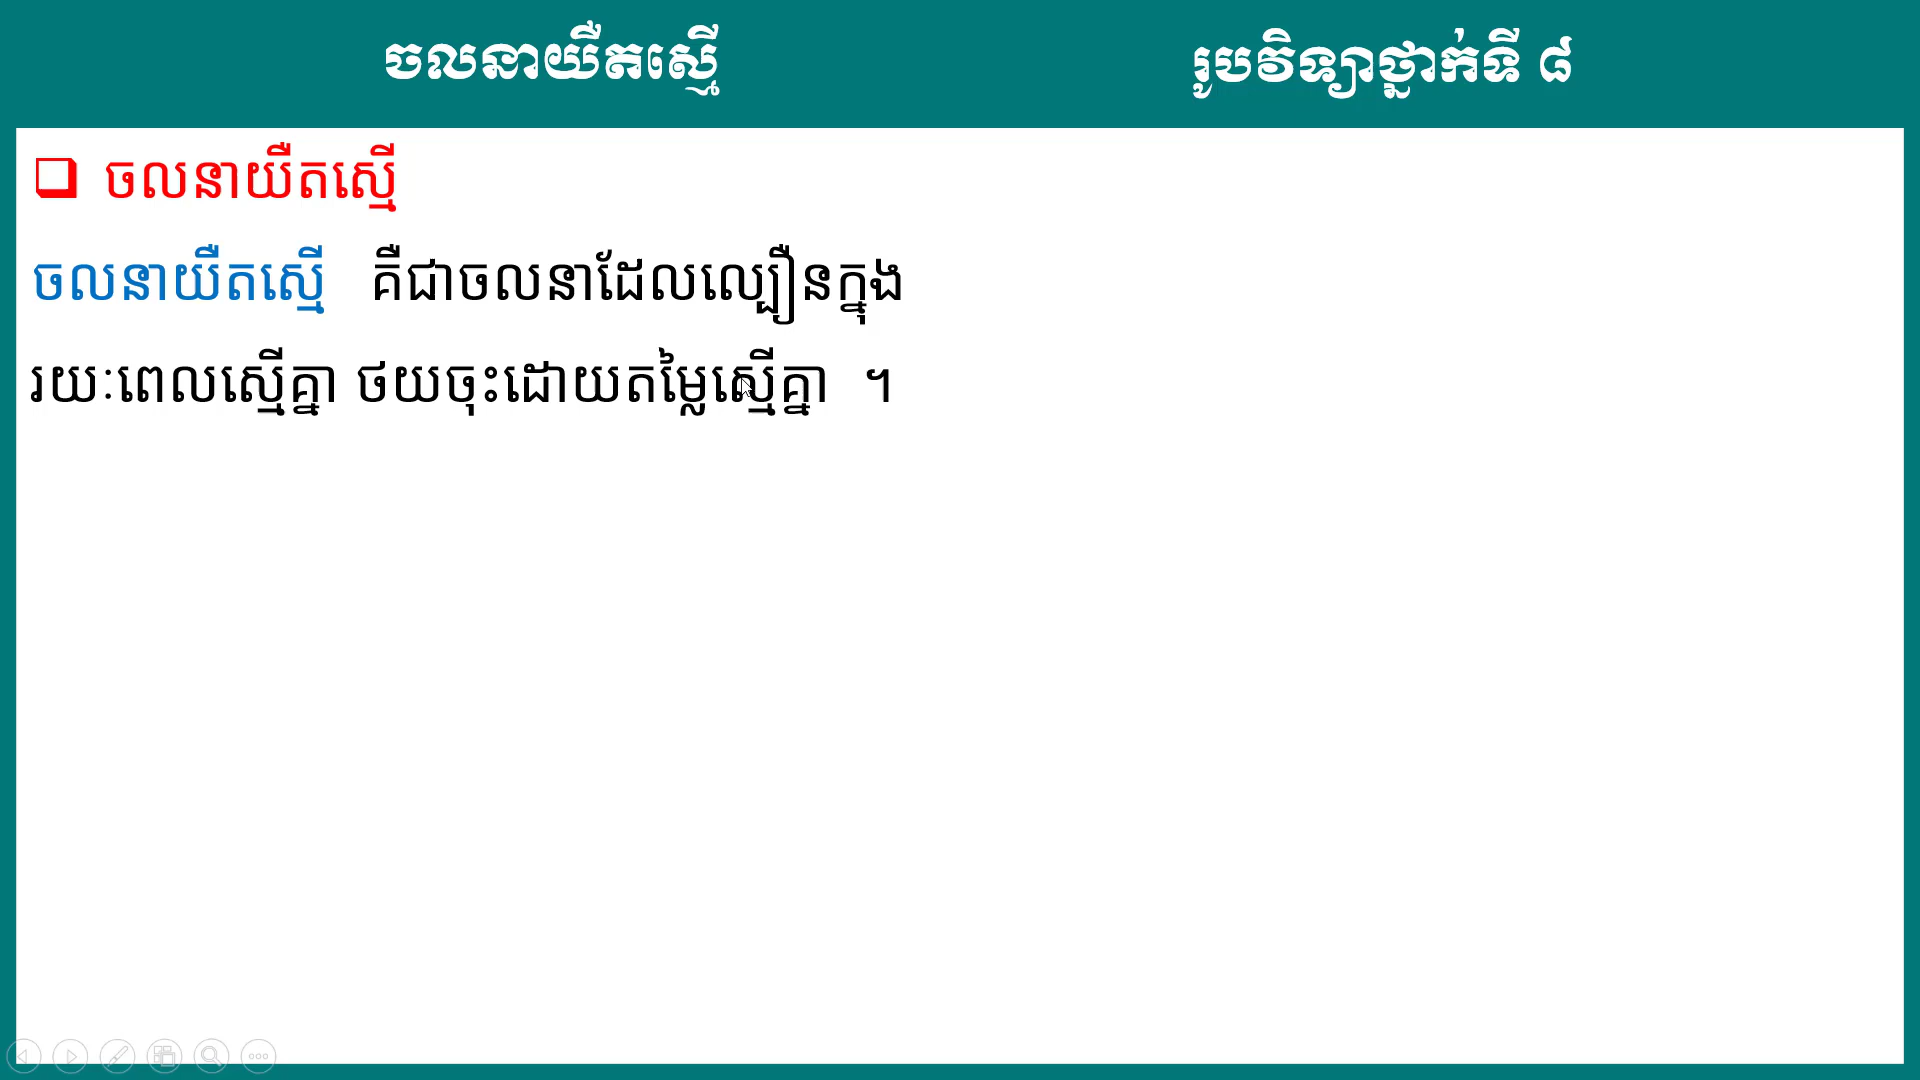 ចលនាយឺតស្មើ
រូបវិទ្យាថ្នាក់ទី ៨
ចលនាយឺតស្មើ
ចលនាយឺតស្មើ គឺជាចលនាដែលល្បឿនក្នុង
រយៈពេលស្មើគ្នា ថយចុះដោយតម្លៃស្មើគ្នា ។